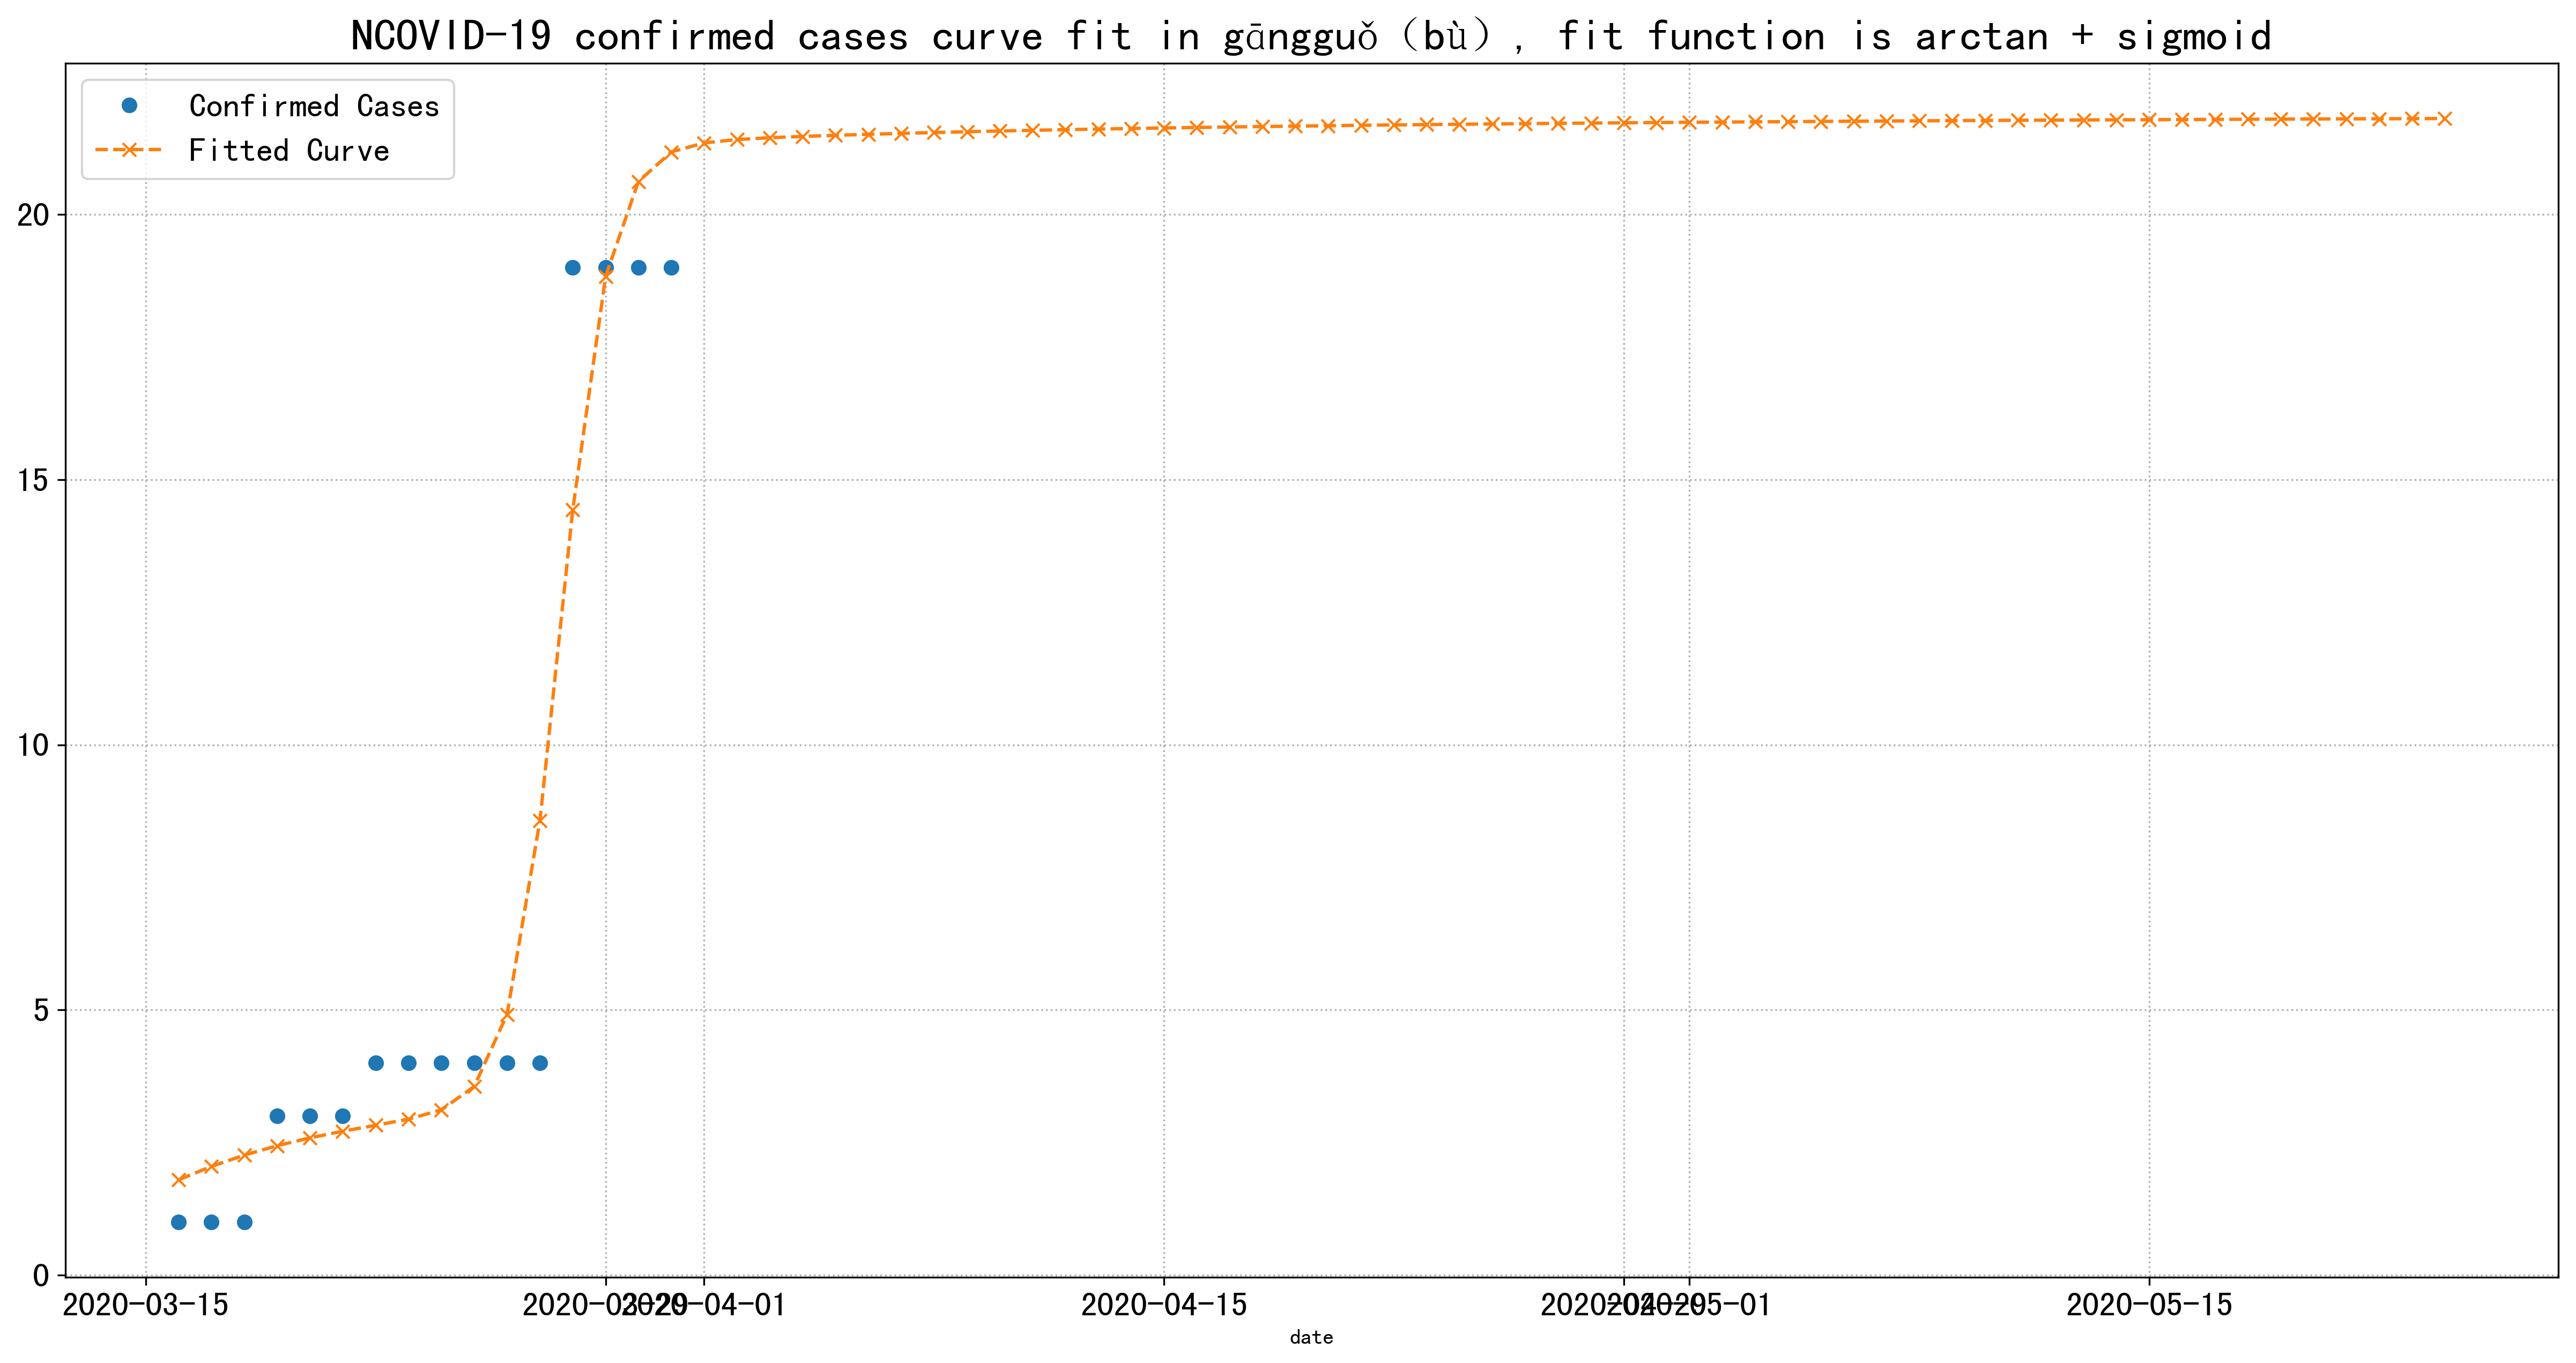 NCOVID-19 confirmed cases curve fit in gāngguǒ（bù）, fit function is arctan + sigmoid
Confirmed Cases
Fitted Curve
20
15
10
5
0
2020-03-15 2020-03-29 2020-04-01 2020-04-15 2020-04-29 2020-05-01 2020-05-15
date